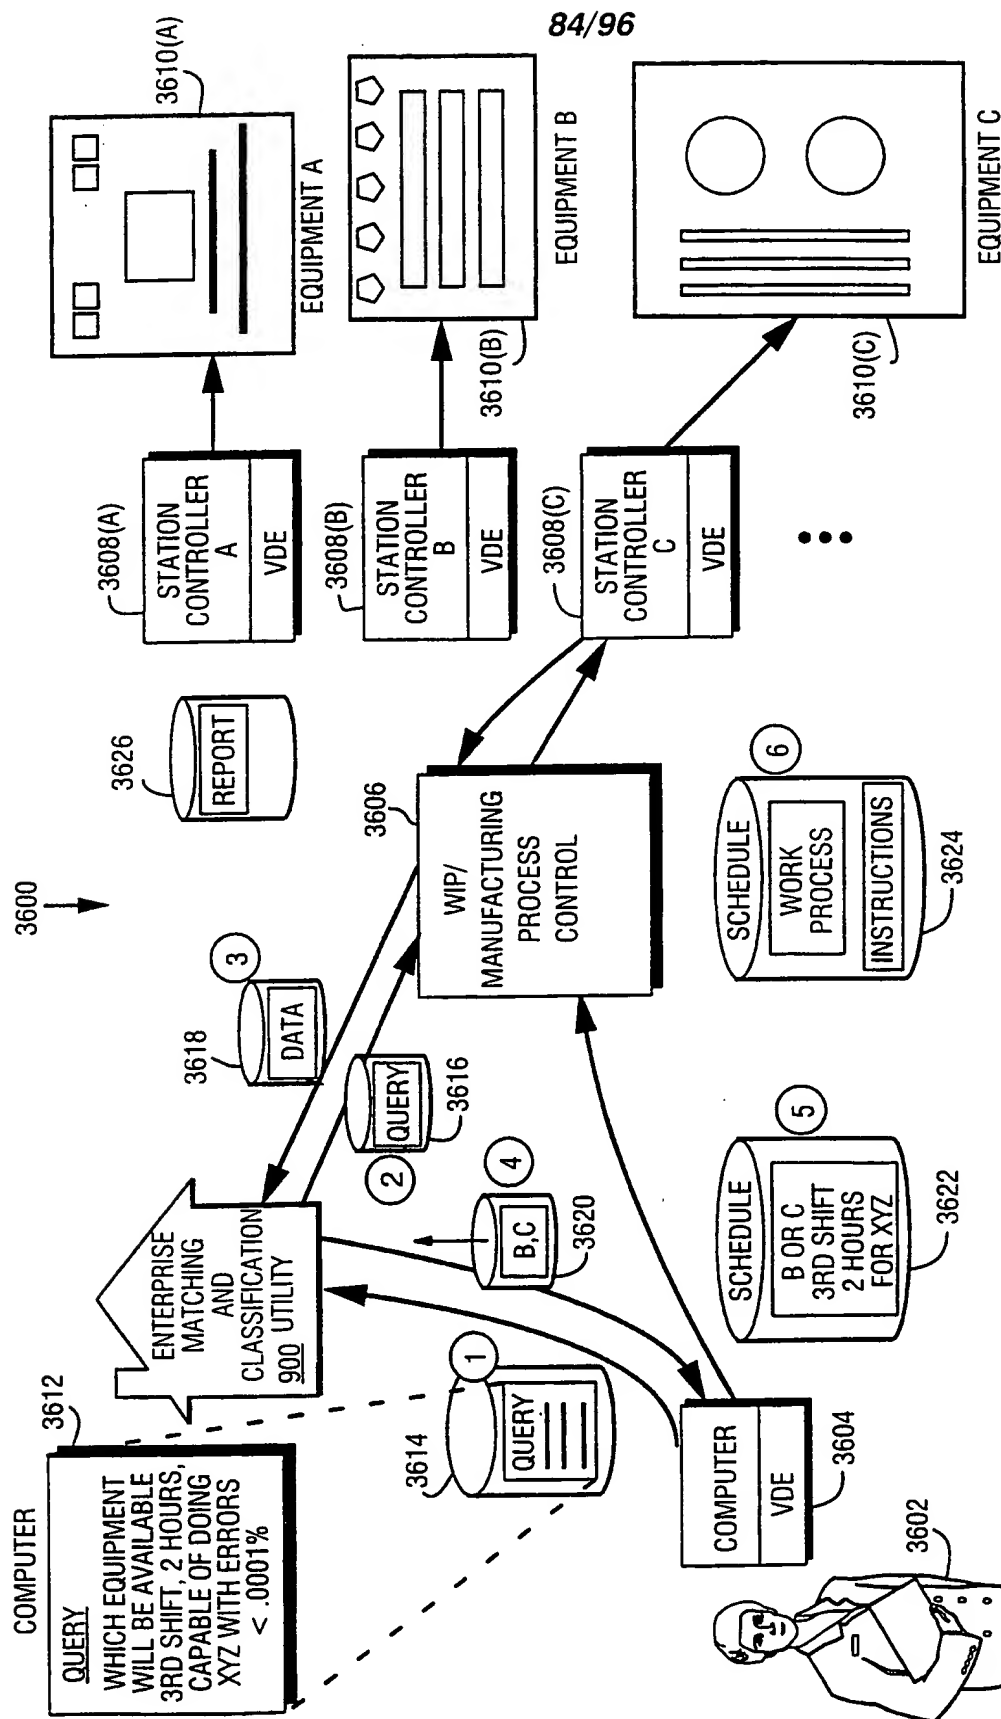 84/96
3600
COMPUTER
3612
QUERY
WHICH EQUIPMENT
WILL BE AVAILABLE
3RD SHIFT, 2 HOURS,
CAPABLE OF DOING
XYZ WITH ERRORS
< .0001%
ENTERPRISE
MATCHING
AND
CLASSIFICATION
900 UTILITY
3614
1
QUERY
3618
3
DATA
2
QUERY
3616
4
B,C
3620
COMPUTER
VDE
3604
3602
3606
WIP/
MANUFACTURING
PROCESS
CONTROL
3626
REPORT
5
SCHEDULE
B OR C
3RD SHIFT
2 HOURS
FOR XYZ
3622
6
SCHEDULE
WORK
PROCESS
INSTRUCTIONS
3624
3608(A)
STATION
CONTROLLER
A
VDE
3608(B)
STATION
CONTROLLER
B
VDE
3608(C)
STATION
CONTROLLER
C
VDE
3610(A)
EQUIPMENT A
3610(B)
EQUIPMENT B
3610(C)
EQUIPMENT C